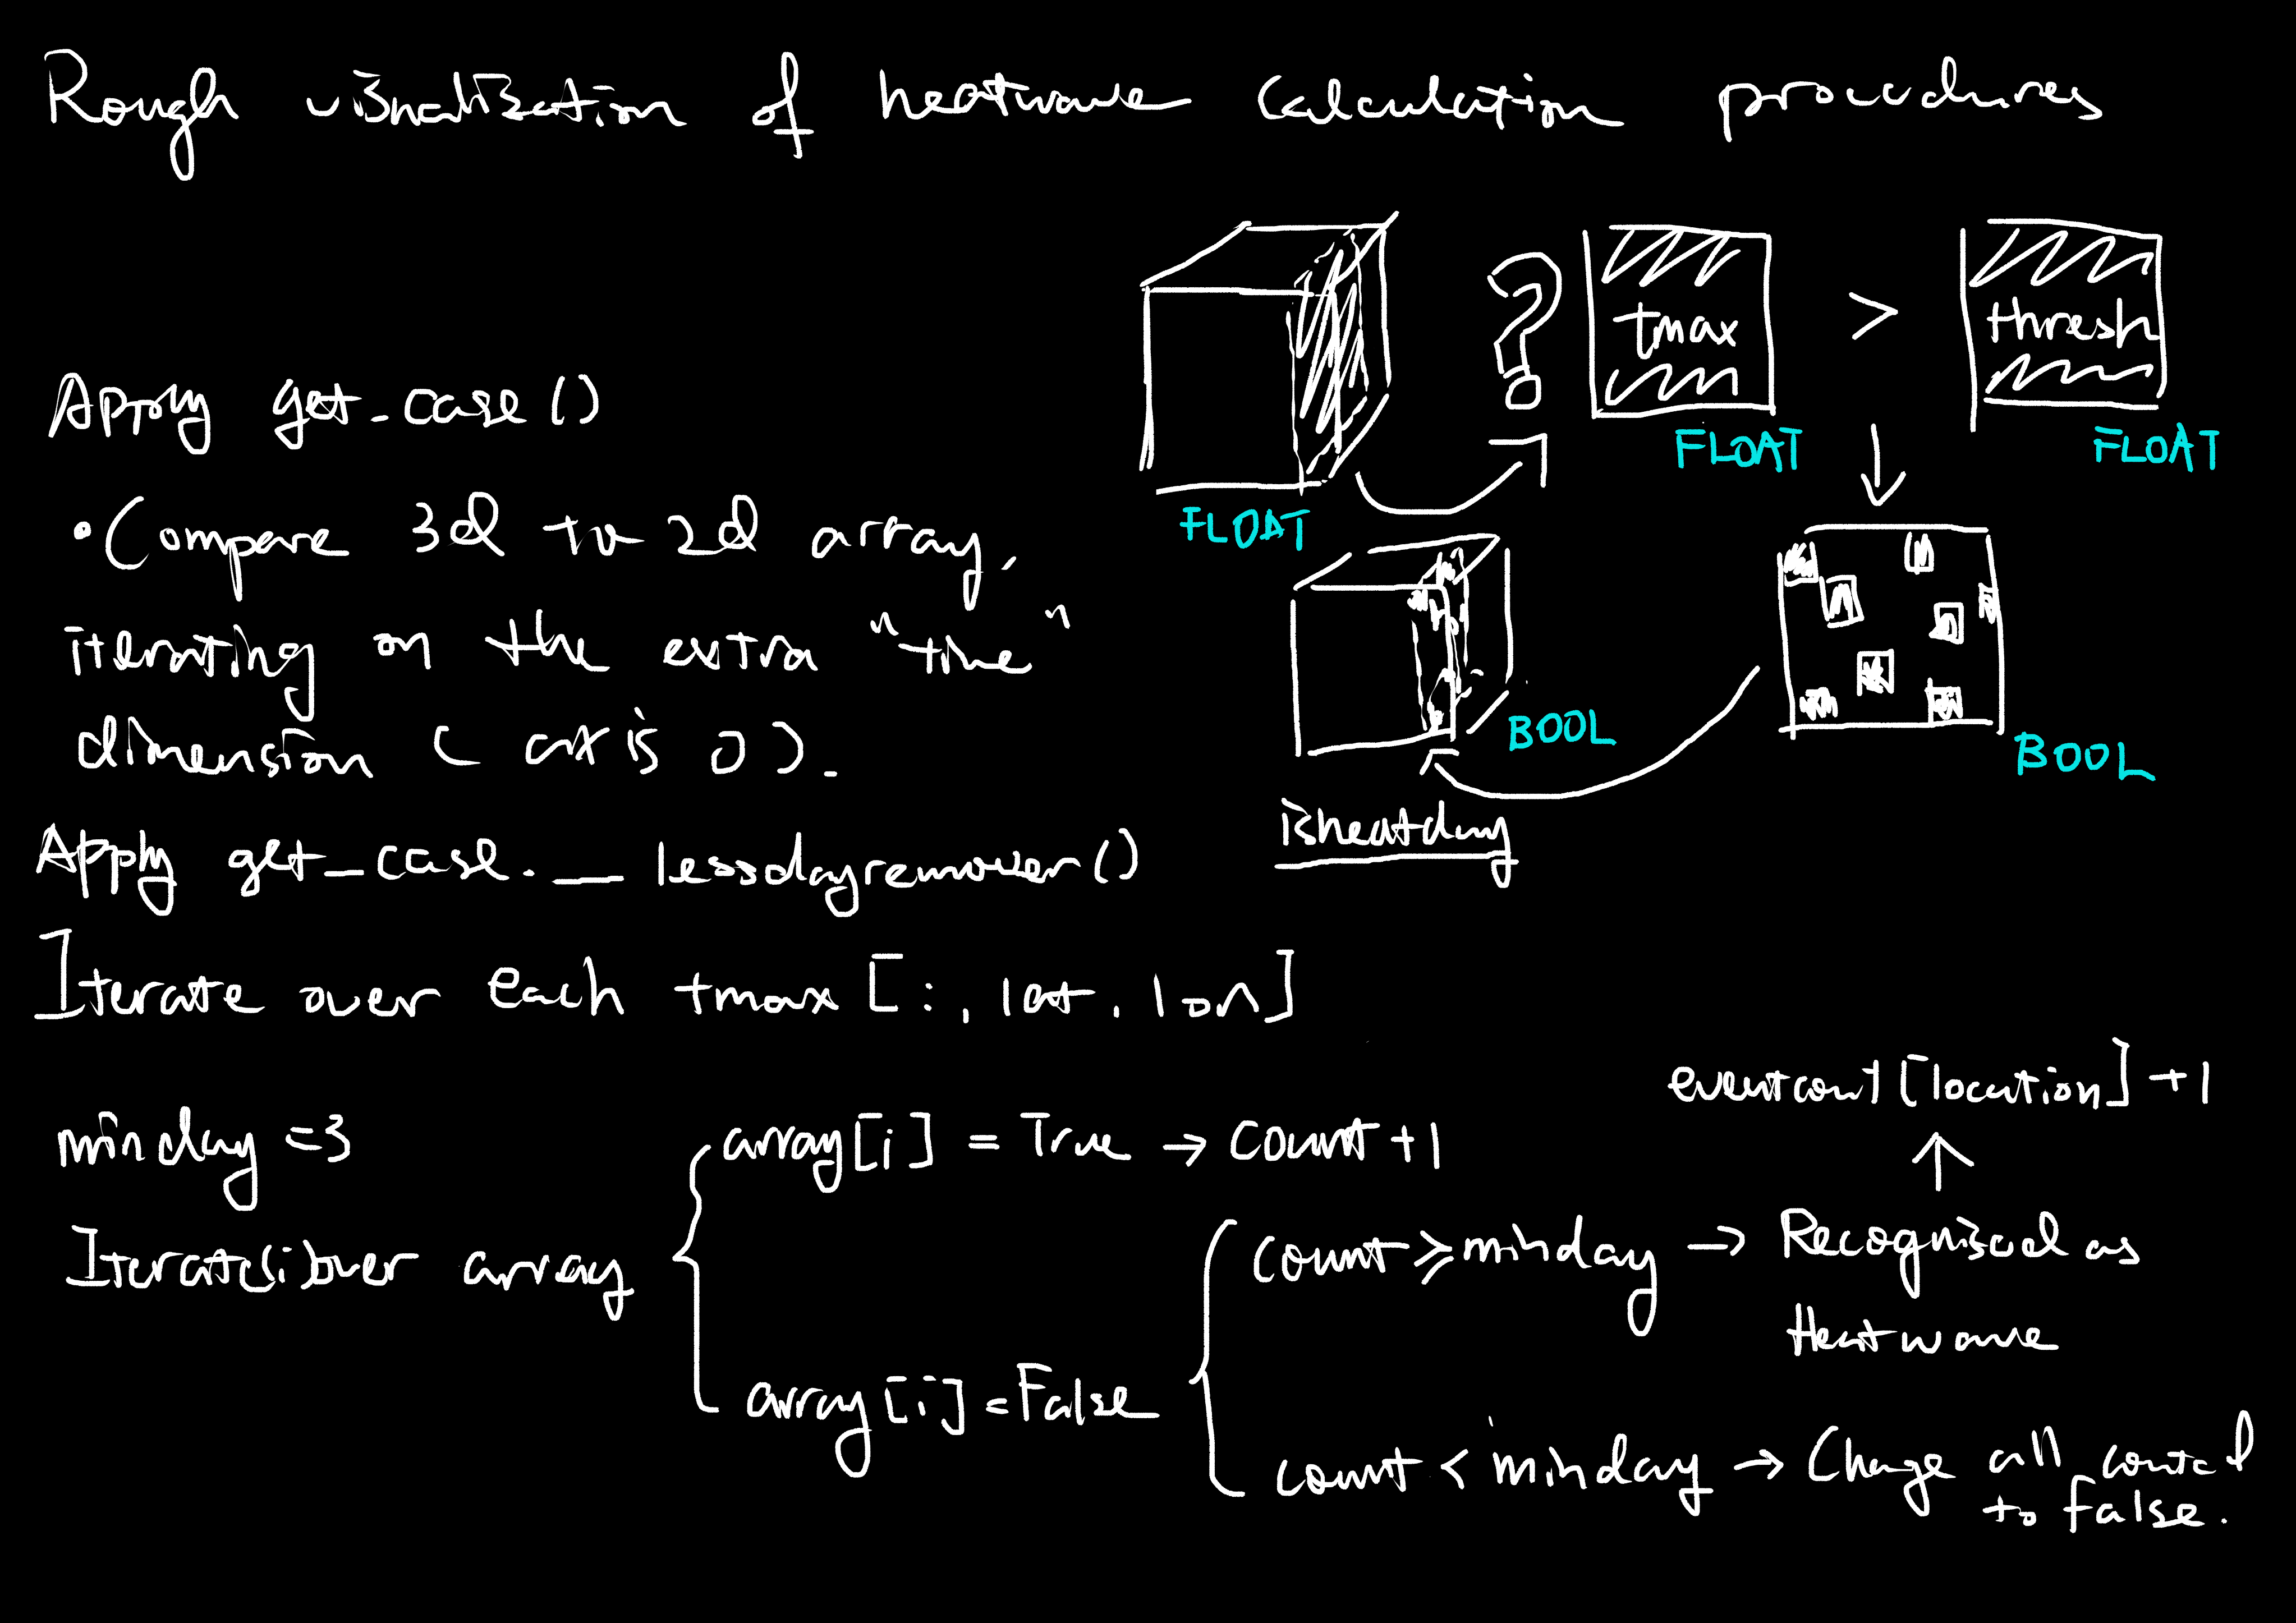 Rough visualization of heatwave calculation procedures
tmax > thresh
?
FLOAT
FLOAT
FLOAT
Apply get_case()
• Compare 3d to 2d array,
iterating on the extra "time"
dimension (axis 0).
BOOL
BOOL
isheatday
Apply get_case.__lessdayremover()
Iterate over each tmax[:, lat, lon]
minday = 3
Iterate(i) over array
array[i] = True → count +1
array[i] = False
count ≥ minday → Recognised as
Heatwave
eventcount[location] +1
count < minday → Change all counted
to false.